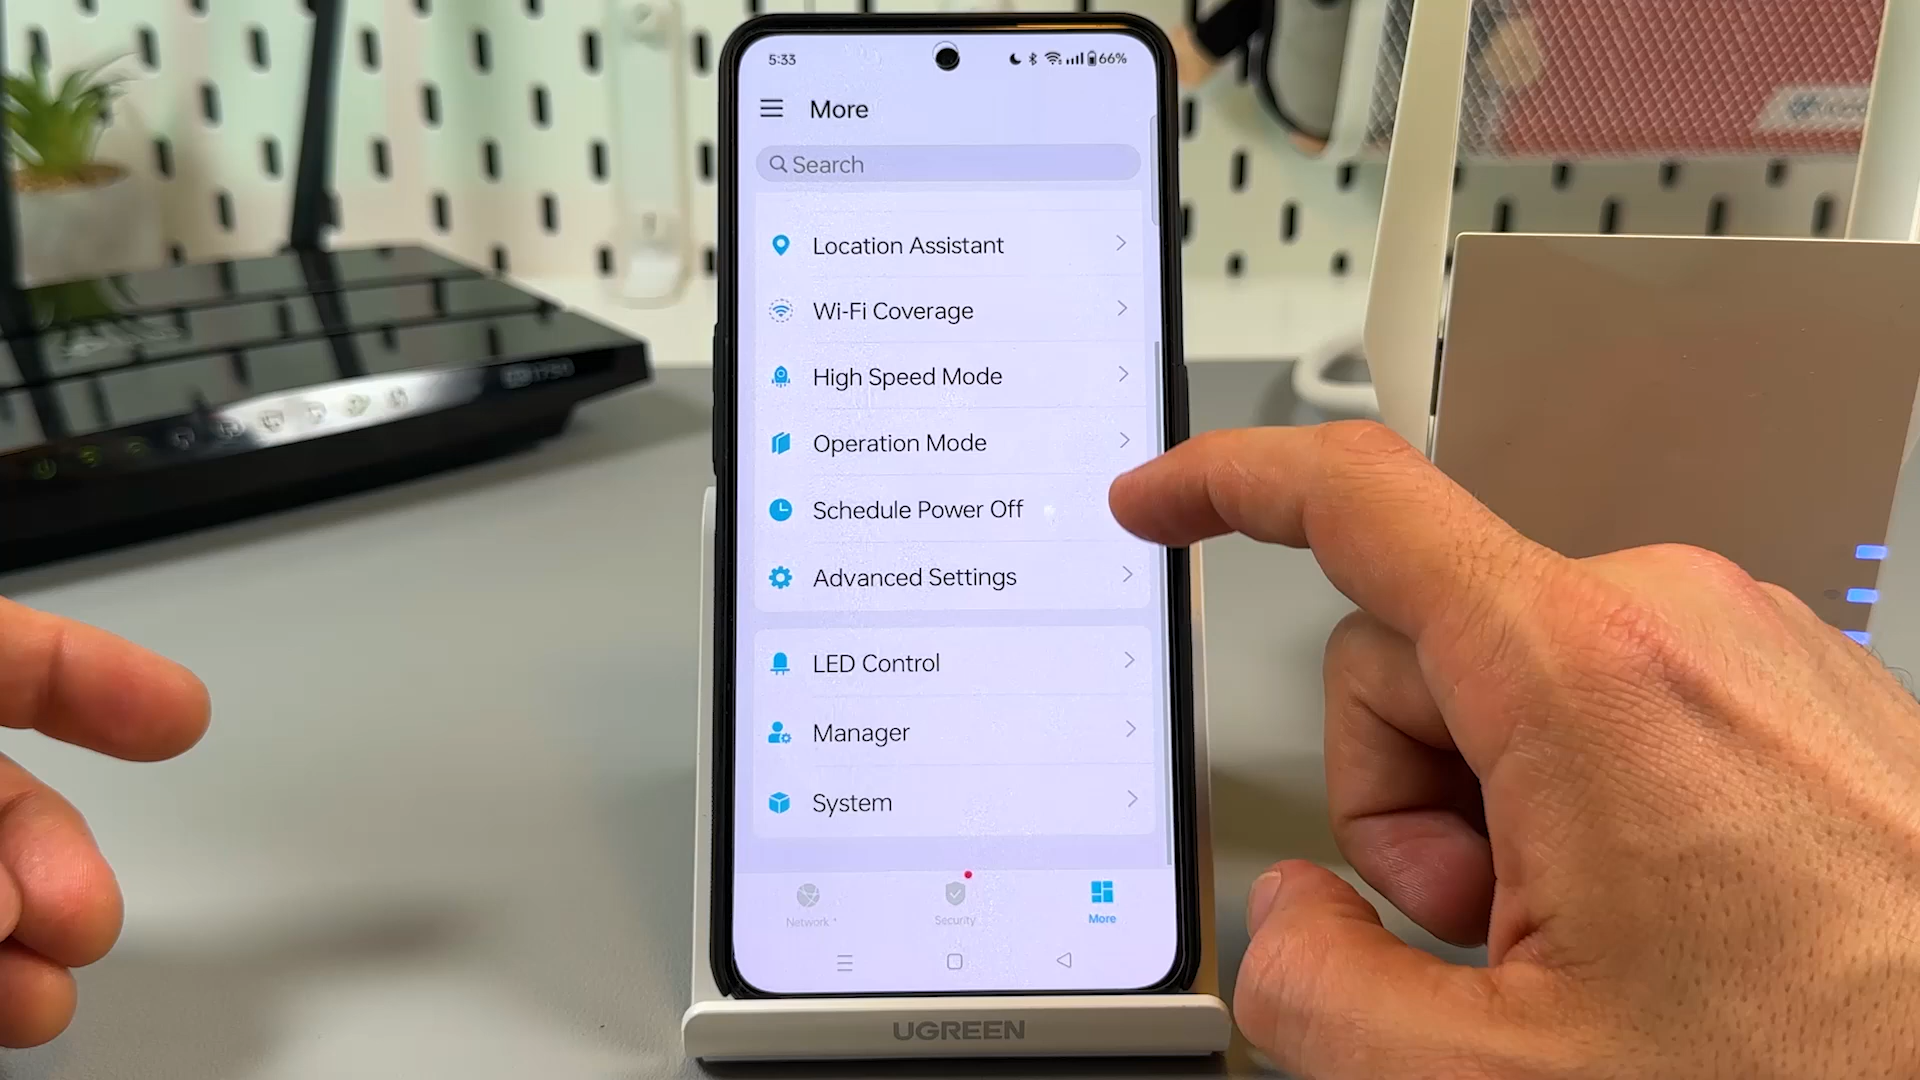 5:33
66%
More
Search
Location Assistant
Wi-Fi Coverage
High Speed Mode
Operation Mode
Schedule Power Off
Advanced Settings
LED Control
Manager
System
Network
Security
More
UGREEN